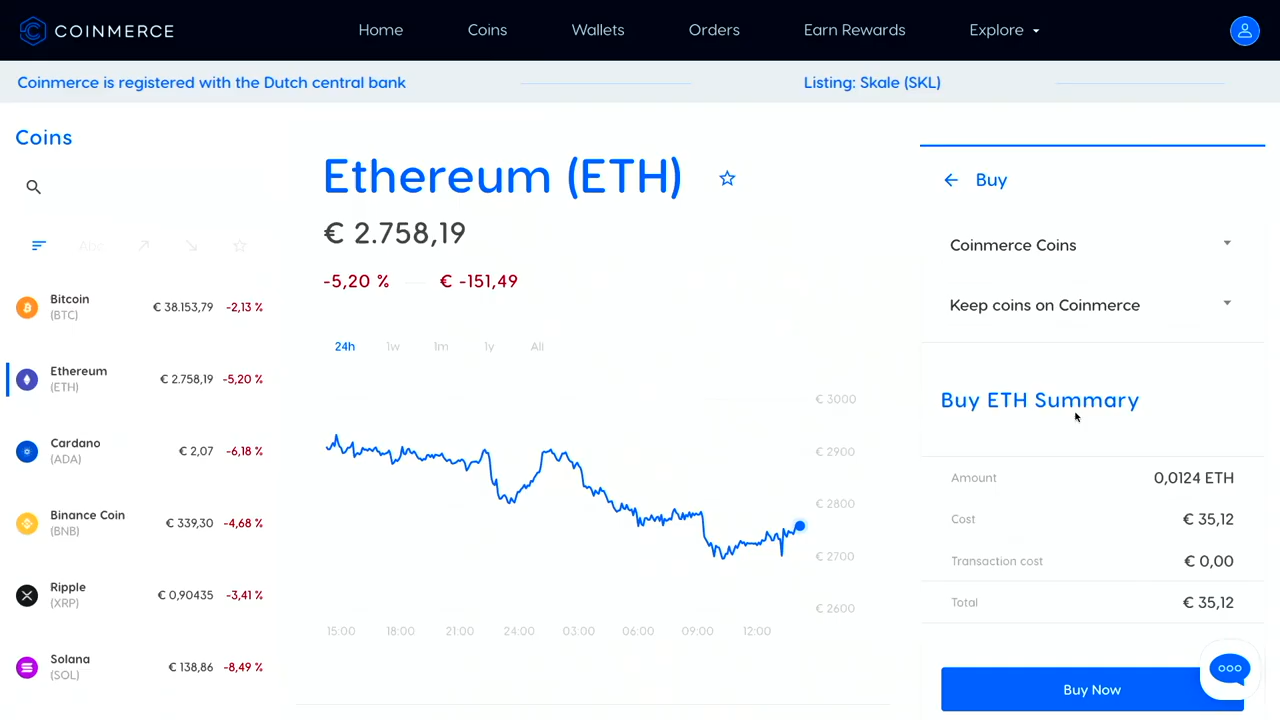 COINMERCE
Home
Coins
Wallets
Orders
Earn Rewards
Explore
Coinmerce is registered with the Dutch central bank
Listing: Skale (SKL)
Coins
Abc
Bitcoin
(BTC)
€ 38.153,79
-2,13 %
Ethereum
(ETH)
€ 2.758,19
-5,20 %
Cardano
(ADA)
€ 2,07
-6,18 %
Binance Coin
(BNB)
€ 339,30
-4,68 %
Ripple
(XRP)
€ 0,90435
-3,41 %
Solana
(SOL)
€ 138,86
-8,49 %
Ethereum (ETH)
€ 2.758,19
-5,20 %
€ -151,49
24h
1w
1m
1y
All
€ 3000
€ 2900
€ 2800
€ 2700
€ 2600
15:00
18:00
21:00
24:00
03:00
06:00
09:00
12:00
Buy
Coinmerce Coins
Keep coins on Coinmerce
Buy ETH Summary
Amount
0,0124 ETH
Cost
€ 35,12
Transaction cost
€ 0,00
Total
€ 35,12
Buy Now